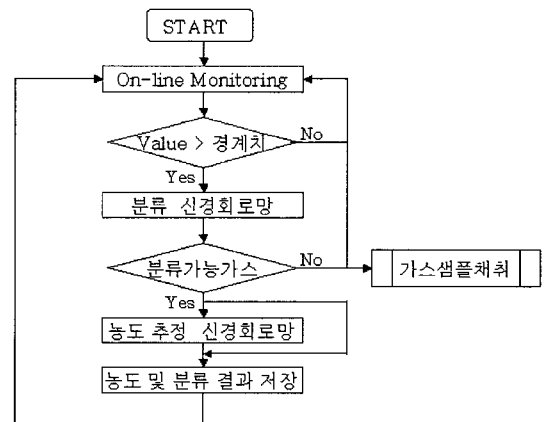 START
On-line Monitoring
Value > 경계치
No
Yes
분류 신경회로망
분류가능가스
No
가스샘플채취
Yes
농도 추정 신경회로망
농도 및 분류 결과 저장